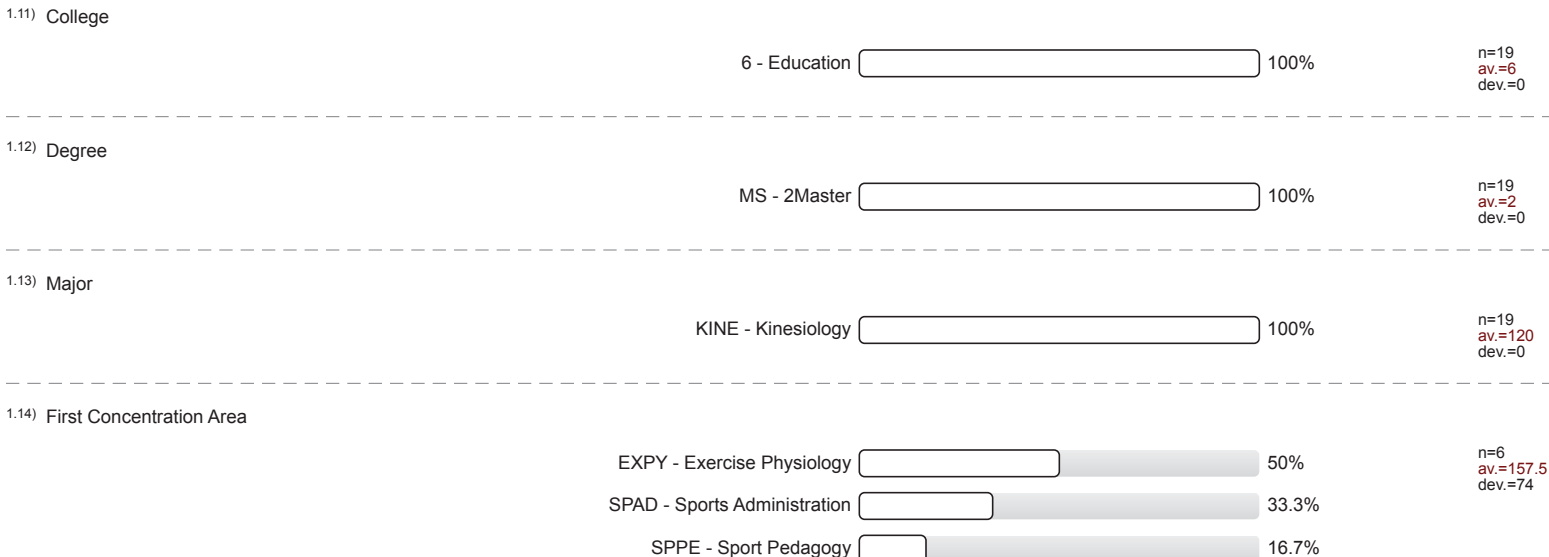 1.11) College
6 - Education 100%
n=19
av.=6
dev.=0
1.12) Degree
MS - 2Master 100%
n=19
av.=2
dev.=0
1.13) Major
KINE - Kinesiology 100%
n=19
av.=120
dev.=0
1.14) First Concentration Area
EXPY - Exercise Physiology 50%
n=6
av.=157.5
dev.=74
SPAD - Sports Administration 33.3%
SPPE - Sport Pedagogy 16.7%